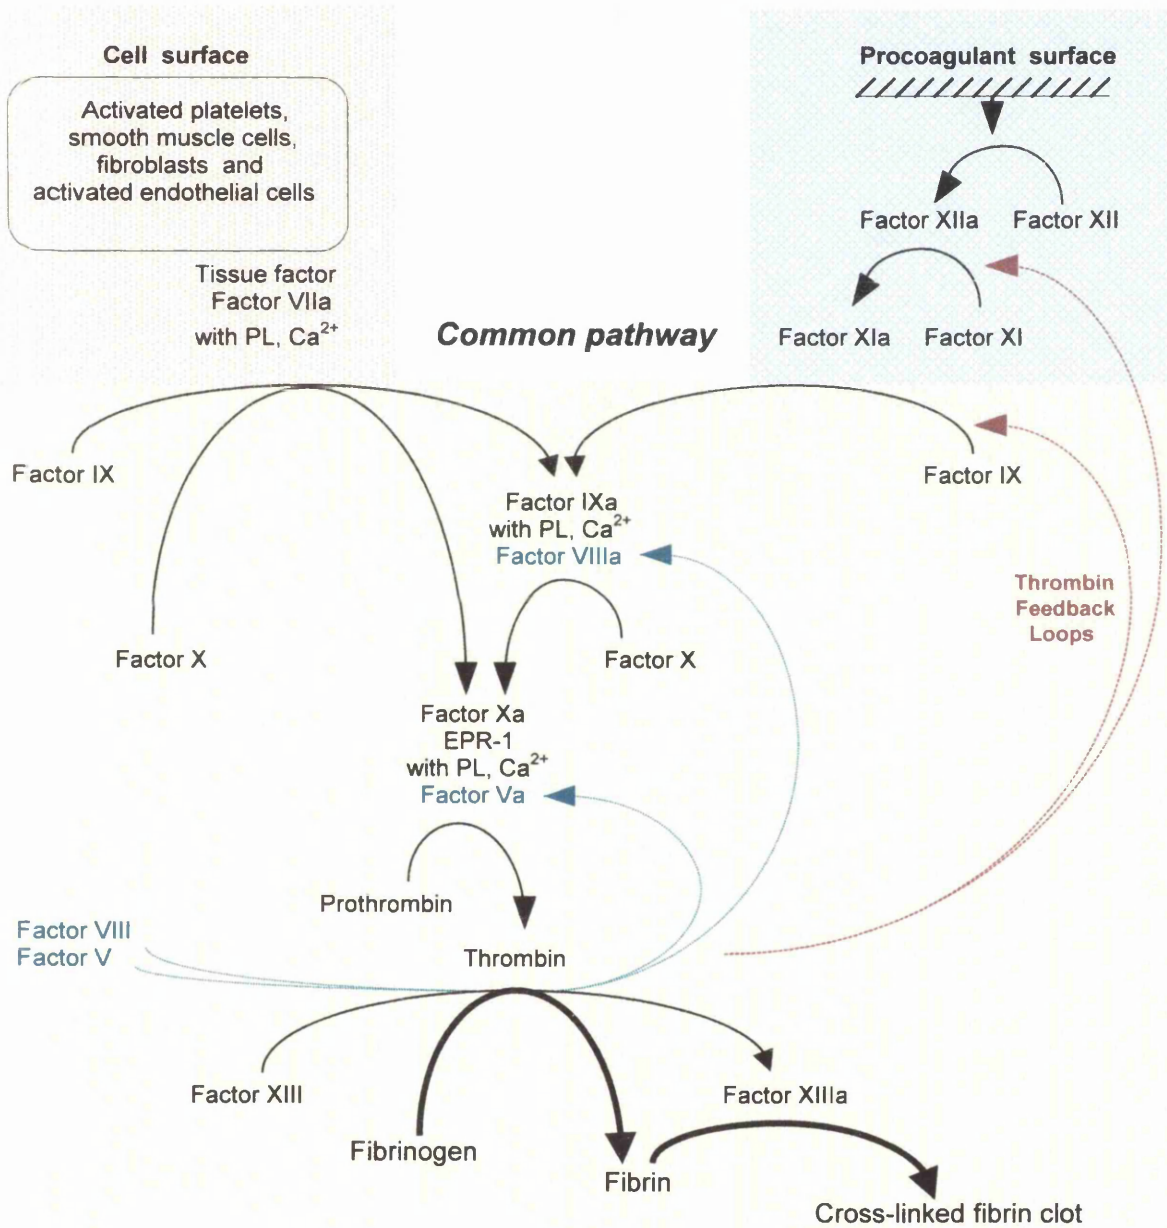 Cell surface
Activated platelets,
smooth muscle cells,
fibroblasts and
activated endothelial cells
Tissue factor
Factor VIIa
with PL, Ca²⁺
Procoagulant surface
Factor XIIa
Factor XII
Factor XIa
Factor XI
Common pathway
Factor IX
Factor IX
Factor IXa
with PL, Ca²⁺
Factor VIIIa
Thrombin
Feedback
Loops
Factor X
Factor X
Factor Xa
EPR-1
with PL, Ca²⁺
Factor Va
Prothrombin
Factor VIII
Factor V
Thrombin
Factor XIII
Factor XIIIa
Fibrinogen
Fibrin
Cross-linked fibrin clot